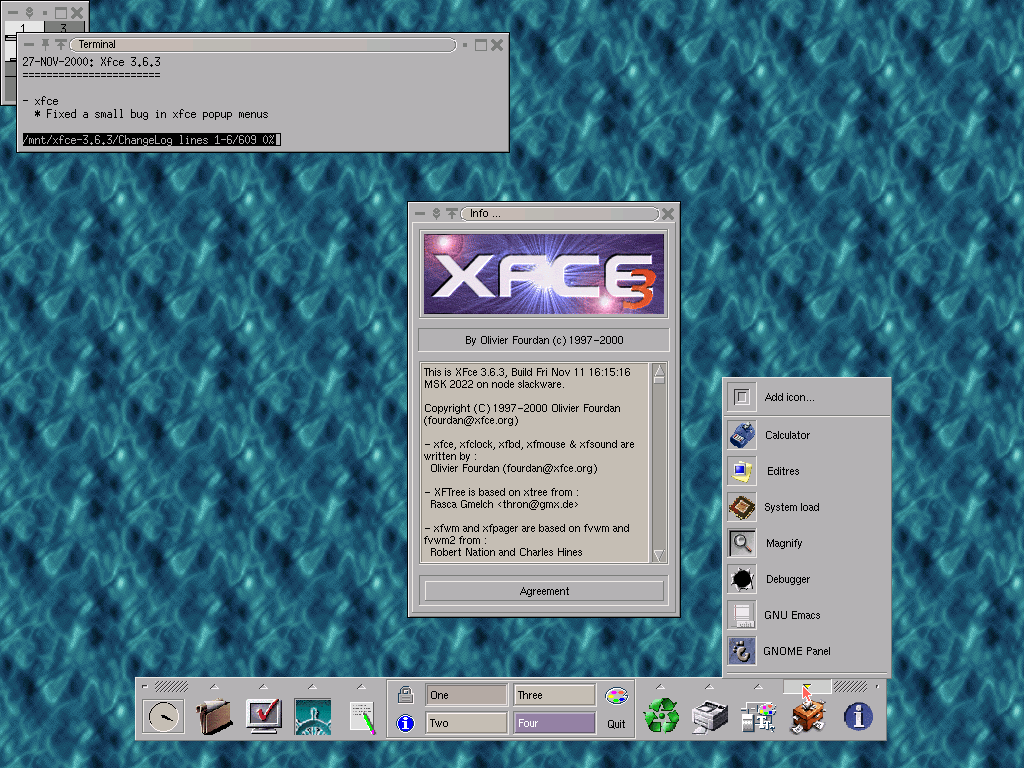 1
3
Terminal
27-NOV-2000: Xfce 3.6.3
=======================
- xfce
* Fixed a small bug in xfce popup menus
/mnt/xfce-3.6.3/ChangeLog lines 1-6/609 0%
Info ...
XFCE3
By Olivier Fourdan (c) 1997-2000
This is XFce 3.6.3, Build Fri Nov 11 16:15:16
MSK 2022 on node slackware.
Copyright (C) 1997-2000 Olivier Fourdan
(fourdan@xfce.org)
- xfce, xfclock, xfbd, xfmouse & xfsound are
written by :
Olivier Fourdan (fourdan@xfce.org)
- XFTree is based on xtree from :
Rasca Gmelch <thron@gmx.de>
- xfwm and xfpager are based on fvwm and
fvwm2 from :
Robert Nation and Charles Hines
Agreement
Add icon...
Calculator
Editres
System load
Magnify
Debugger
GNU Emacs
GNOME Panel
One
Three
Two
Four
Quit